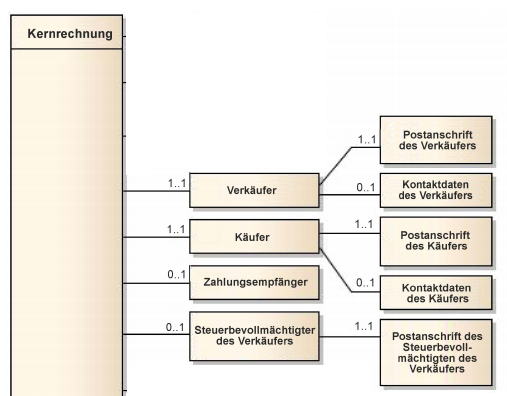 Kernrechnung
1..1
Postanschrift
des Verkäufers
1..1
Verkäufer
0..1
Kontaktdaten
des Verkäufers
1..1
Käufer
1..1
Postanschrift
des Käufers
0..1
Zahlungsempfänger
0..1
Kontaktdaten
des Käufers
0..1
Steuerbevollmächtigter
des Verkäufers
1..1
Postanschrift des
Steuerbevoll-
mächtigten des
Verkäufers